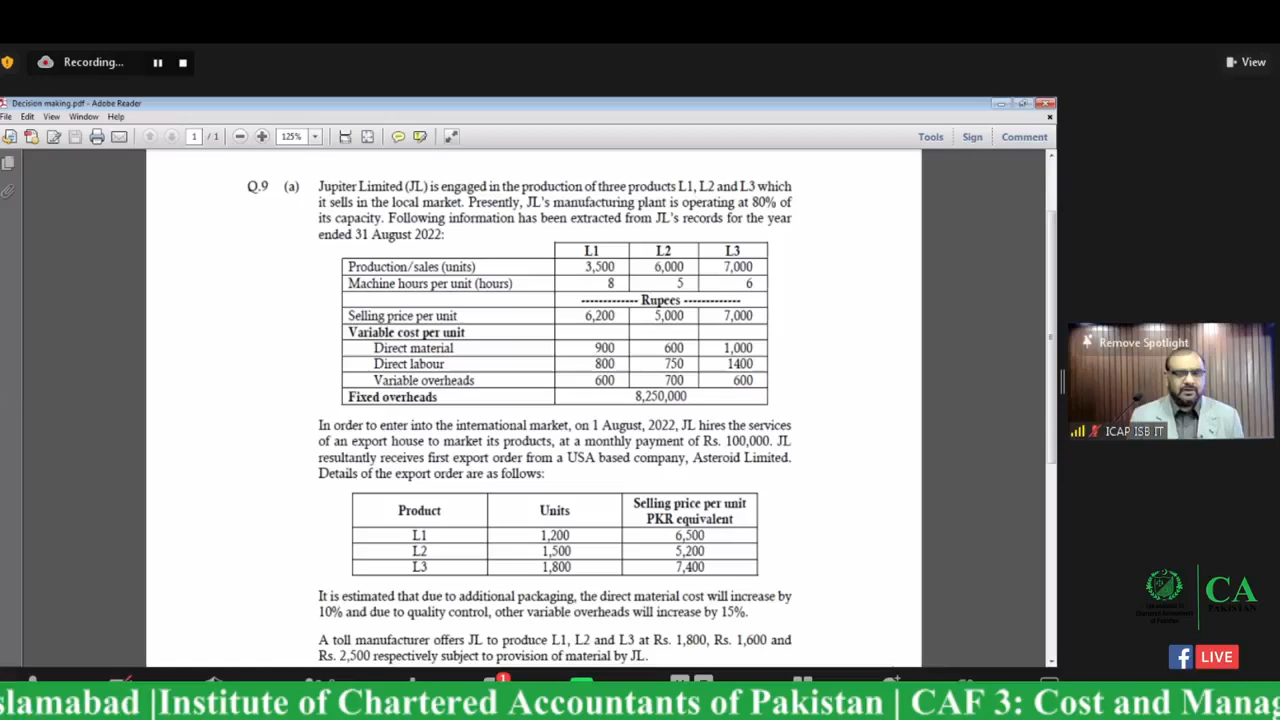 Recording...
View
Decision making.pdf - Adobe Reader
File Edit View Window Help
1 / 1 125% Tools Sign Comment
Q.9 (a) Jupiter Limited (JL) is engaged in the production of three products L1, L2 and L3 which
it sells in the local market. Presently, JL's manufacturing plant is operating at 80% of
its capacity. Following information has been extracted from JL's records for the year
ended 31 August 2022:
L1 L2 L3
Production/sales (units) 3,500 6,000 7,000
Machine hours per unit (hours) 8 5 6
------------ Rupees ------------
Selling price per unit 6,200 5,000 7,000
Variable cost per unit
Direct material 900 600 1,000
Direct labour 800 750 1400
Variable overheads 600 700 600
Fixed overheads 8,250,000
In order to enter into the international market, on 1 August, 2022, JL hires the services
of an export house to market its products, at a monthly payment of Rs. 100,000. JL
resultantly receives first export order from a USA based company, Asteroid Limited.
Details of the export order are as follows:
Product Units Selling price per unit
PKR equivalent
L1 1,200 6,500
L2 1,500 5,200
L3 1,800 7,400
It is estimated that due to additional packaging, the direct material cost will increase by
10% and due to quality control, other variable overheads will increase by 15%.
A toll manufacturer offers JL to produce L1, L2 and L3 at Rs. 1,800, Rs. 1,600 and
Rs. 2,500 respectively subject to provision of material by JL.
Remove Spotlight
ICAP ISB IT
CA
PAKISTAN
f LIVE
1
slamabad |Institute of Chartered Accountants of Pakistan | CAF 3: Cost and Manag